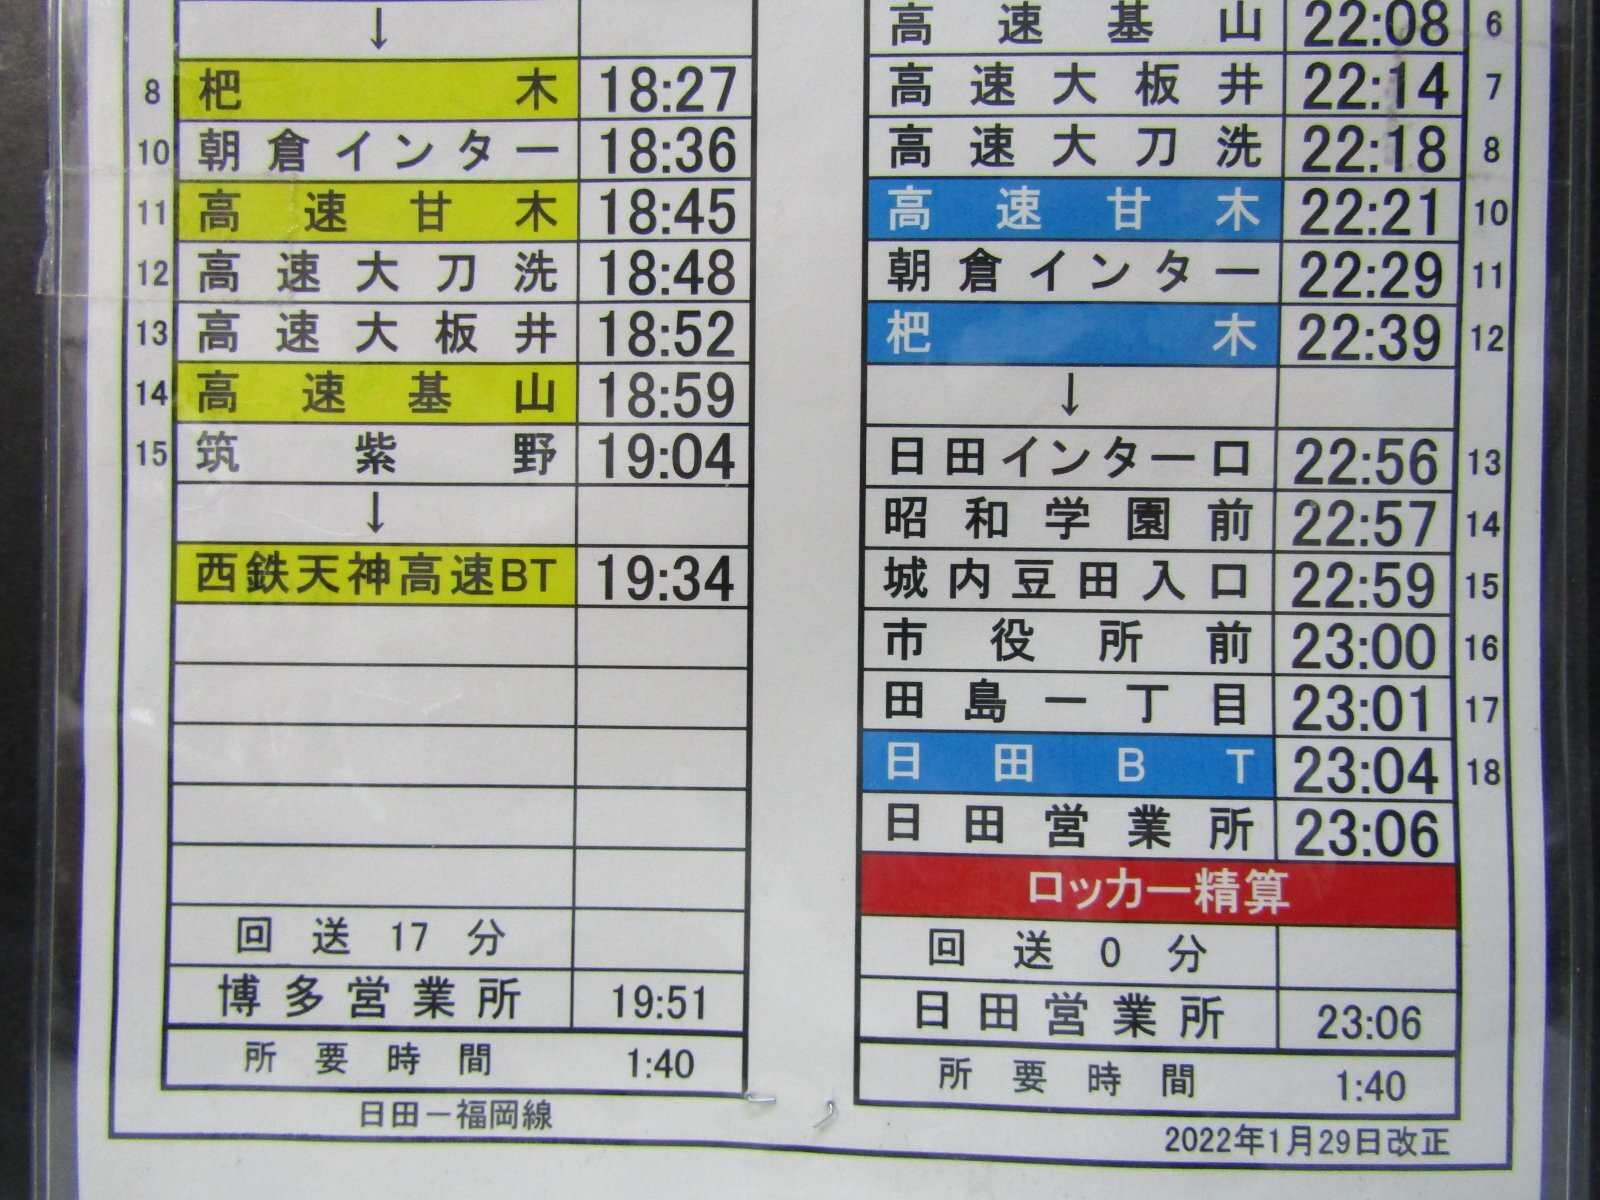 ↓
8 杷木 18:27
10 朝倉インター 18:36
11 高速甘木 18:45
12 高速大刀洗 18:48
13 高速大板井 18:52
14 高速基山 18:59
15 筑紫野 19:04
↓
西鉄天神高速BT 19:34
回送17分
博多営業所 19:51
所要時間 1:40
日田ー福岡線
高速基山 22:08 6
高速大板井 22:14 7
高速大刀洗 22:18 8
高速甘木 22:21 10
朝倉インター 22:29 11
杷木 22:39 12
↓
日田インター口 22:56 13
昭和学園前 22:57 14
城内豆田入口 22:59 15
市役所前 23:00 16
田島一丁目 23:01 17
日田BT 23:04 18
日田営業所 23:06
ロッカー精算
回送0分
日田営業所 23:06
所要時間 1:40
2022年1月29日改正